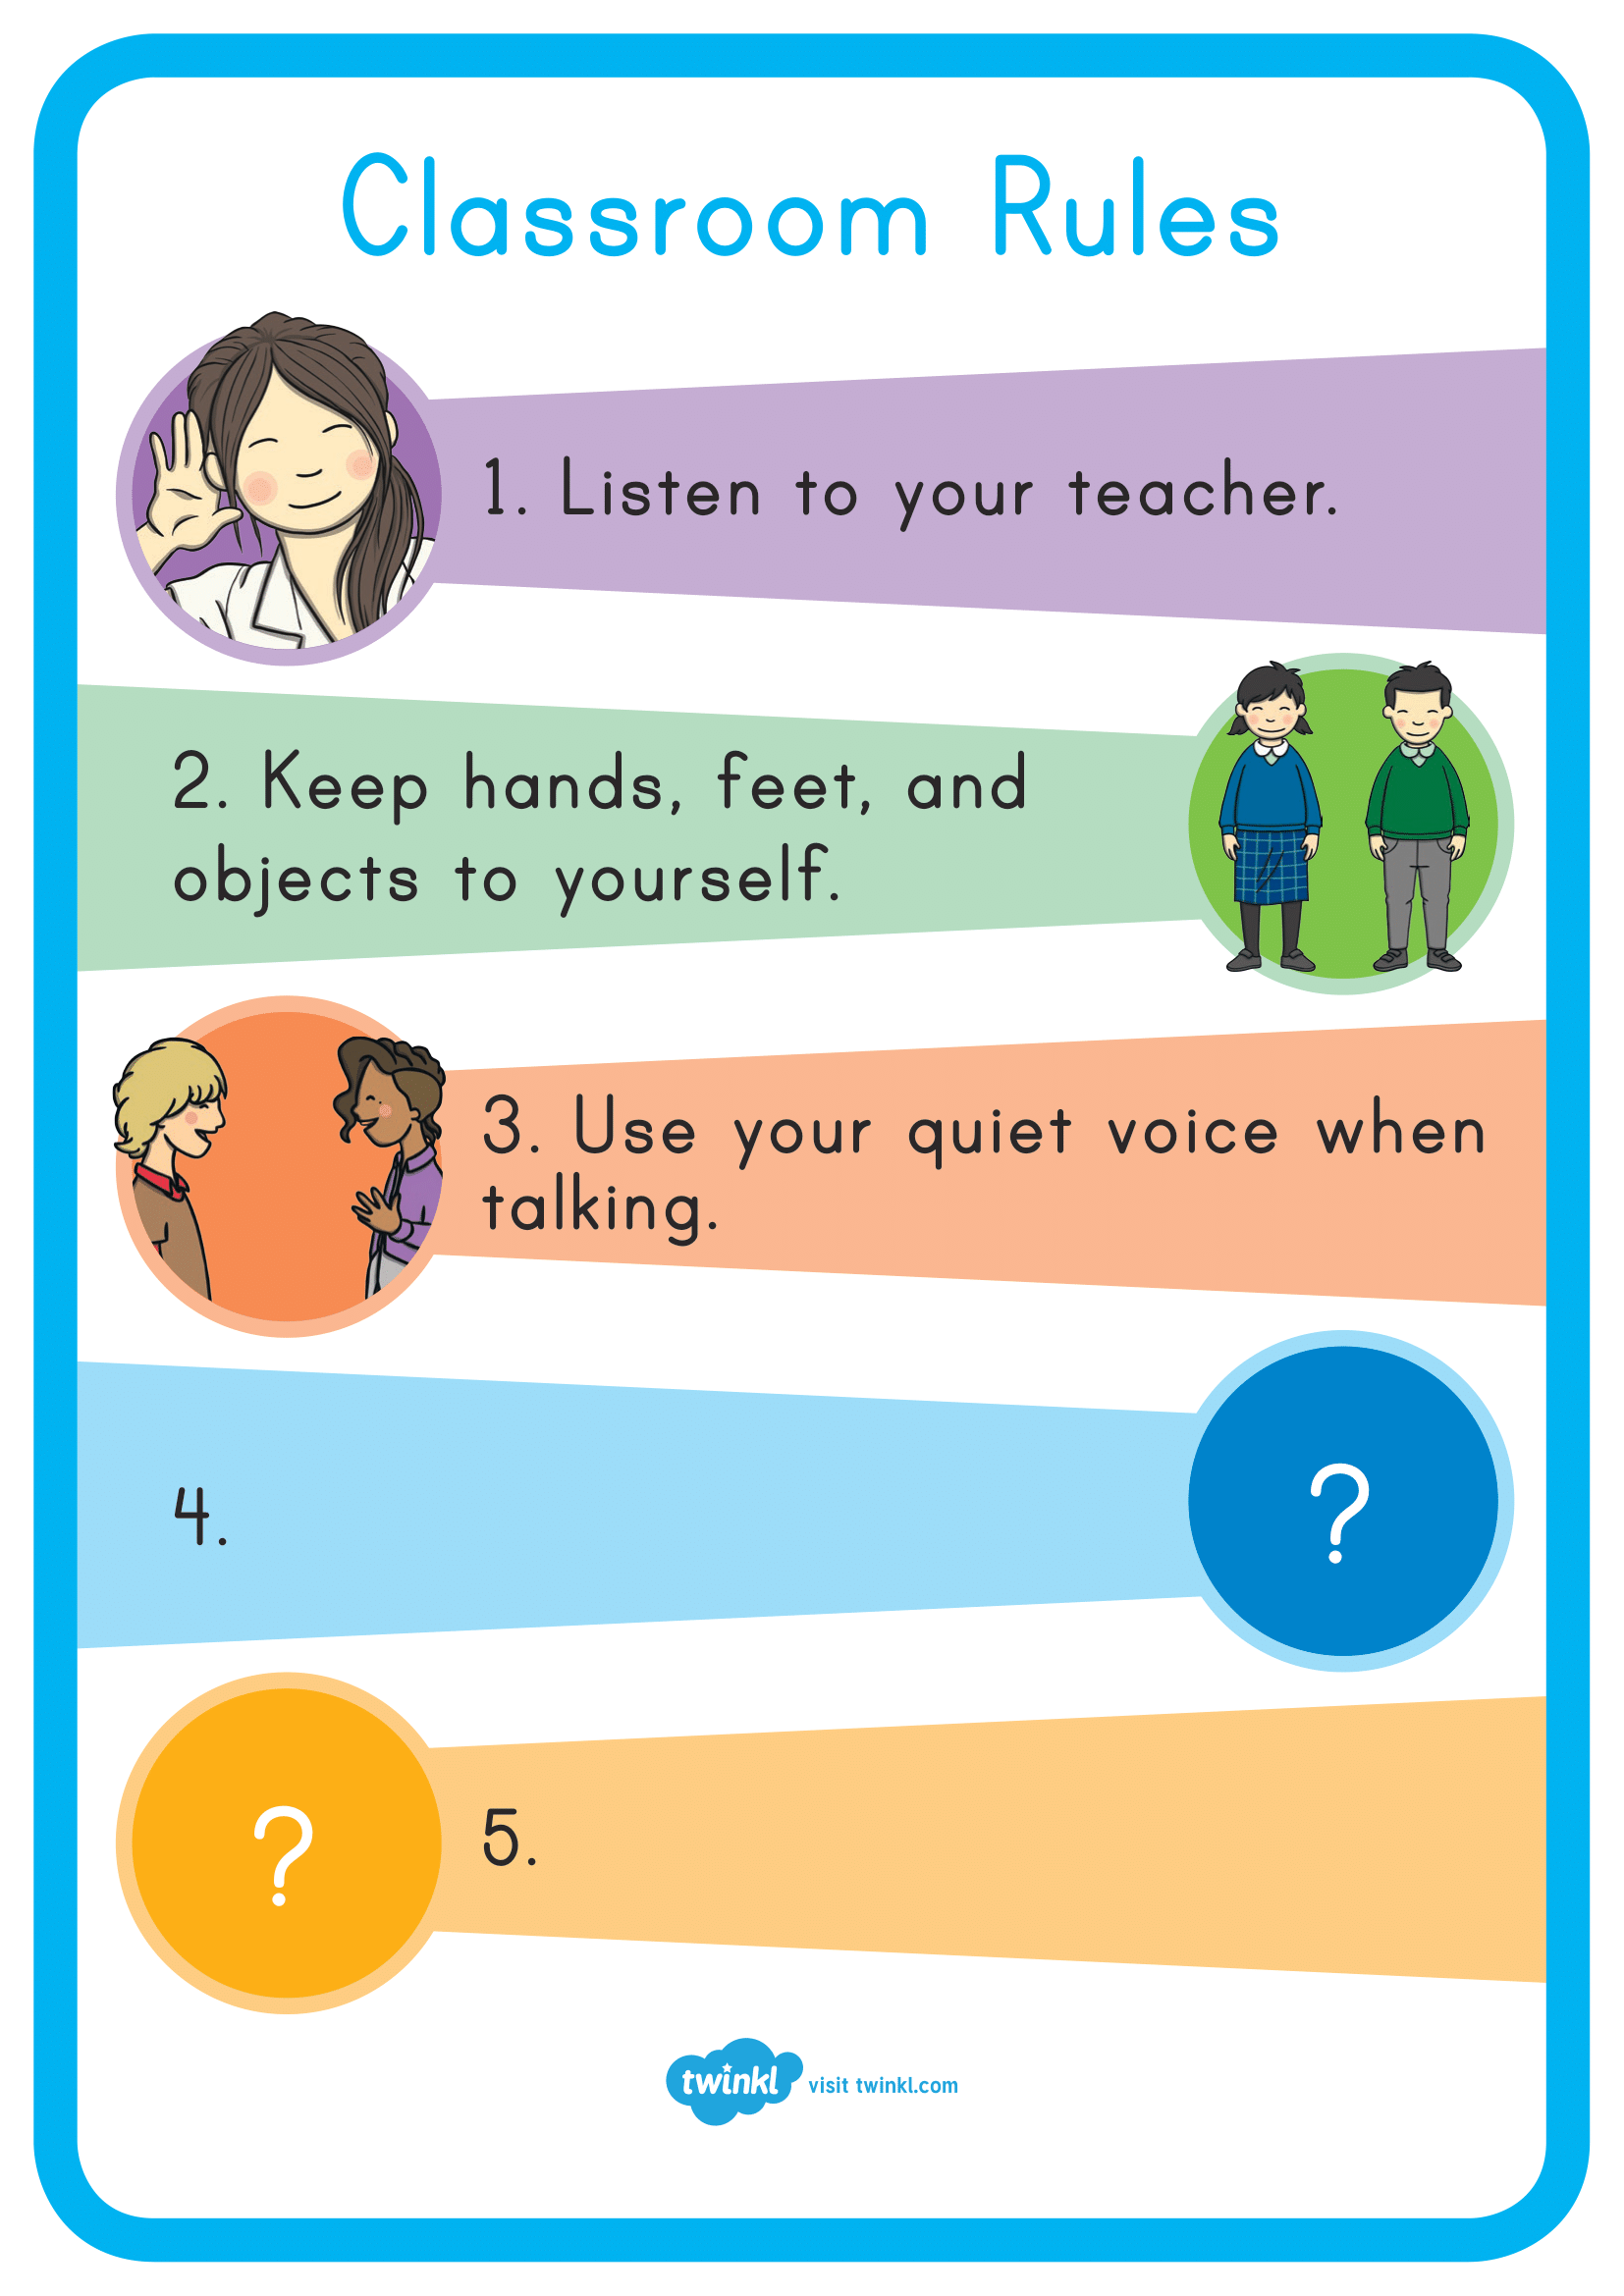 Classroom Rules
1. Listen to your teacher.
2. Keep hands, feet, and
objects to yourself.
3. Use your quiet voice when
talking.
4.
?
?
5.
twinkl visit twinkl.com